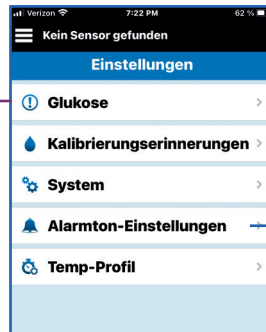 Verizon 7:22 PM 62 %
Kein Sensor gefunden
Einstellungen
Glukose
Kalibrierungserinnerungen
System
Alarmton-Einstellungen
Temp-Profil